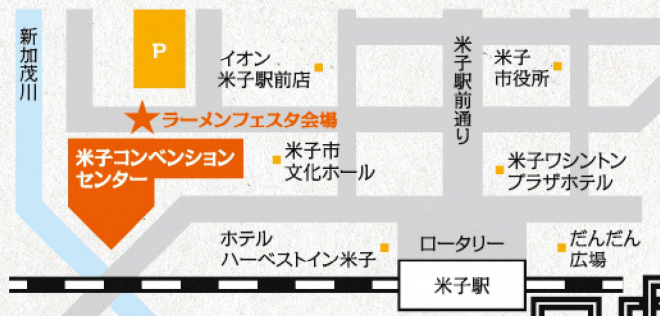 新加茂川
P
イオン
米子駅前店
米子駅前通り
米子
市役所
ラーメンフェスタ会場
米子コンベンション
センター
米子市
文化ホール
米子ワシントン
プラザホテル
ホテル
ハーベストイン米子
ロータリー
だんだん
広場
米子駅